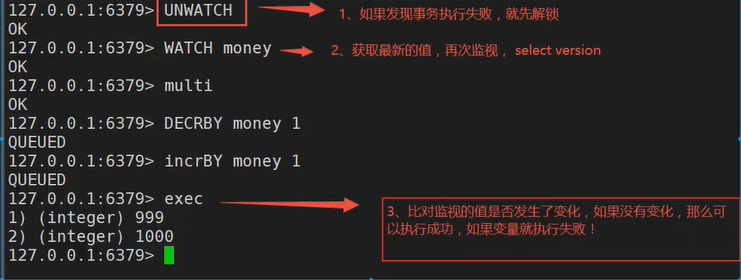 127.0.0.1:6379> UNWATCH
1、如果发现事务执行失败，就先解锁
OK
127.0.0.1:6379> WATCH money
2、获取最新的值，再次监视， select version
OK
127.0.0.1:6379> multi
OK
127.0.0.1:6379> DECRBY money 1
QUEUED
127.0.0.1:6379> incrBY money 1
QUEUED
127.0.0.1:6379> exec
1) (integer) 999
2) (integer) 1000
127.0.0.1:6379>
3、比对监视的值是否发生了变化，如果没有变化，那么可
以执行成功，如果变量就执行失败！